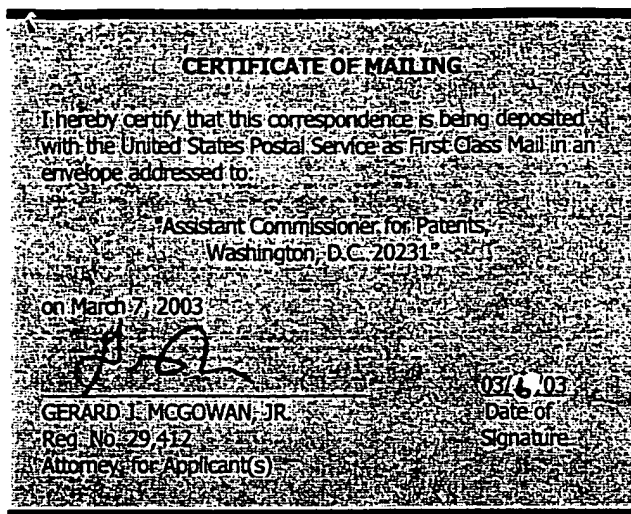 CERTIFICATE OF MAILING
I hereby certify that this correspondence is being deposited
with the United States Postal Service as First Class Mail in an
envelope addressed to:
"Assistant Commissioner for Patents,
Washington, D.C. 20231"
on March 7, 2003
03/6/03
GERARD J. MCGOWAN, JR.
Date of
Reg. No. 29,412
Signature
Attorney for Applicant(s)